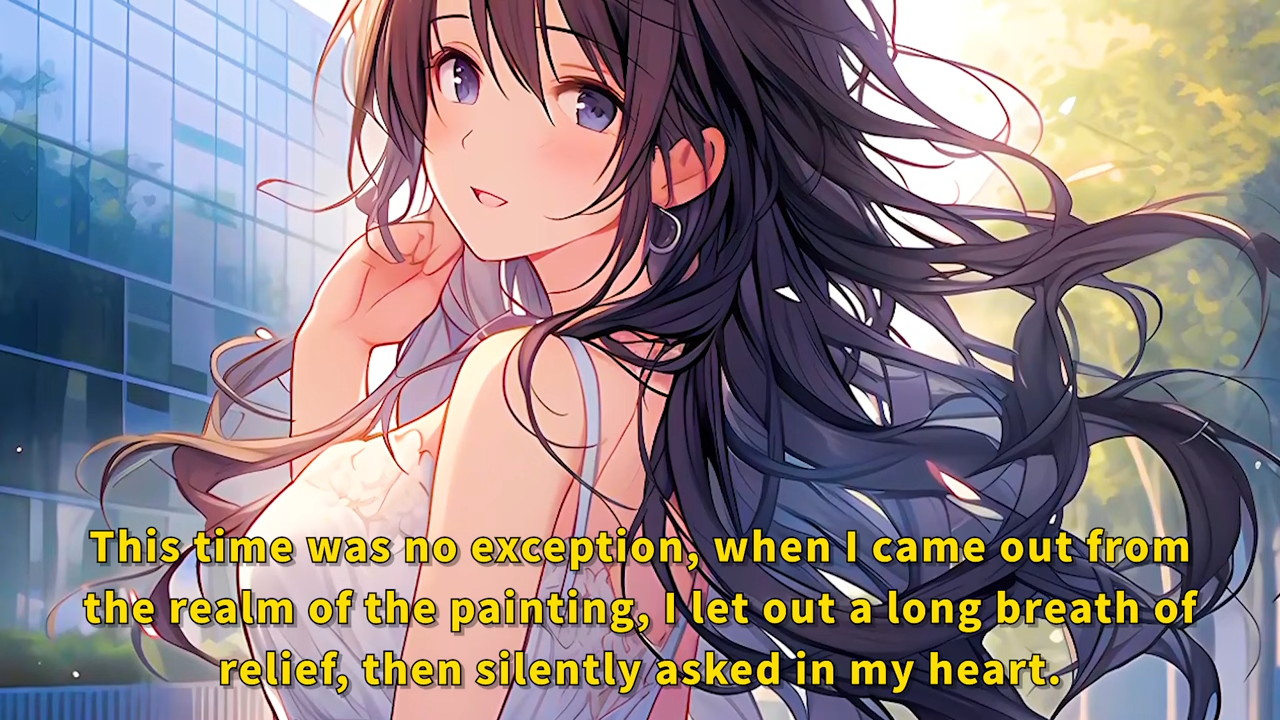 This time was no exception, when I came out from
the realm of the painting, I let out a long breath of
relief, then silently asked in my heart.